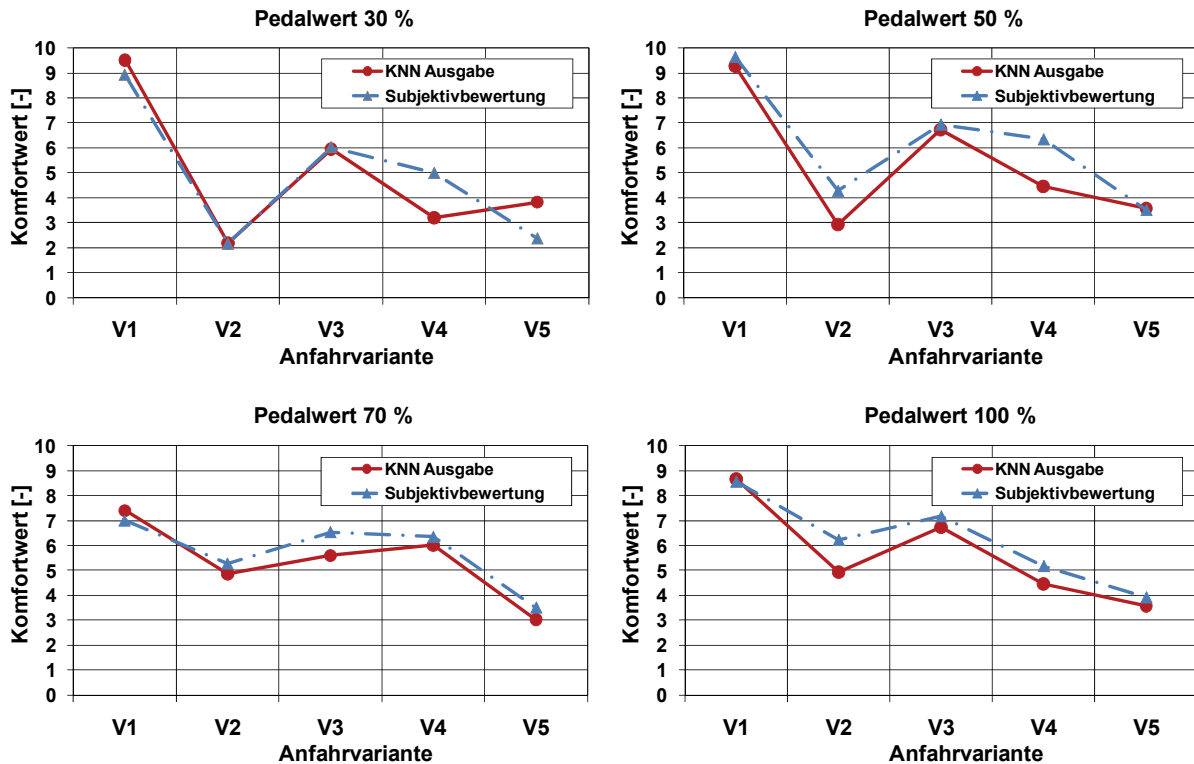 Pedalwert 30 %
10
9
8
7
6
5
4
3
2
1
0
Komfortwert [-]
KNN Ausgabe
Subjektivbewertung
V1 V2 V3 V4 V5
Anfahrvariante
Pedalwert 50 %
10
9
8
7
6
5
4
3
2
1
0
Komfortwert [-]
KNN Ausgabe
Subjektivbewertung
V1 V2 V3 V4 V5
Anfahrvariante
Pedalwert 70 %
10
9
8
7
6
5
4
3
2
1
0
Komfortwert [-]
KNN Ausgabe
Subjektivbewertung
V1 V2 V3 V4 V5
Anfahrvariante
Pedalwert 100 %
10
9
8
7
6
5
4
3
2
1
0
Komfortwert [-]
KNN Ausgabe
Subjektivbewertung
V1 V2 V3 V4 V5
Anfahrvariante